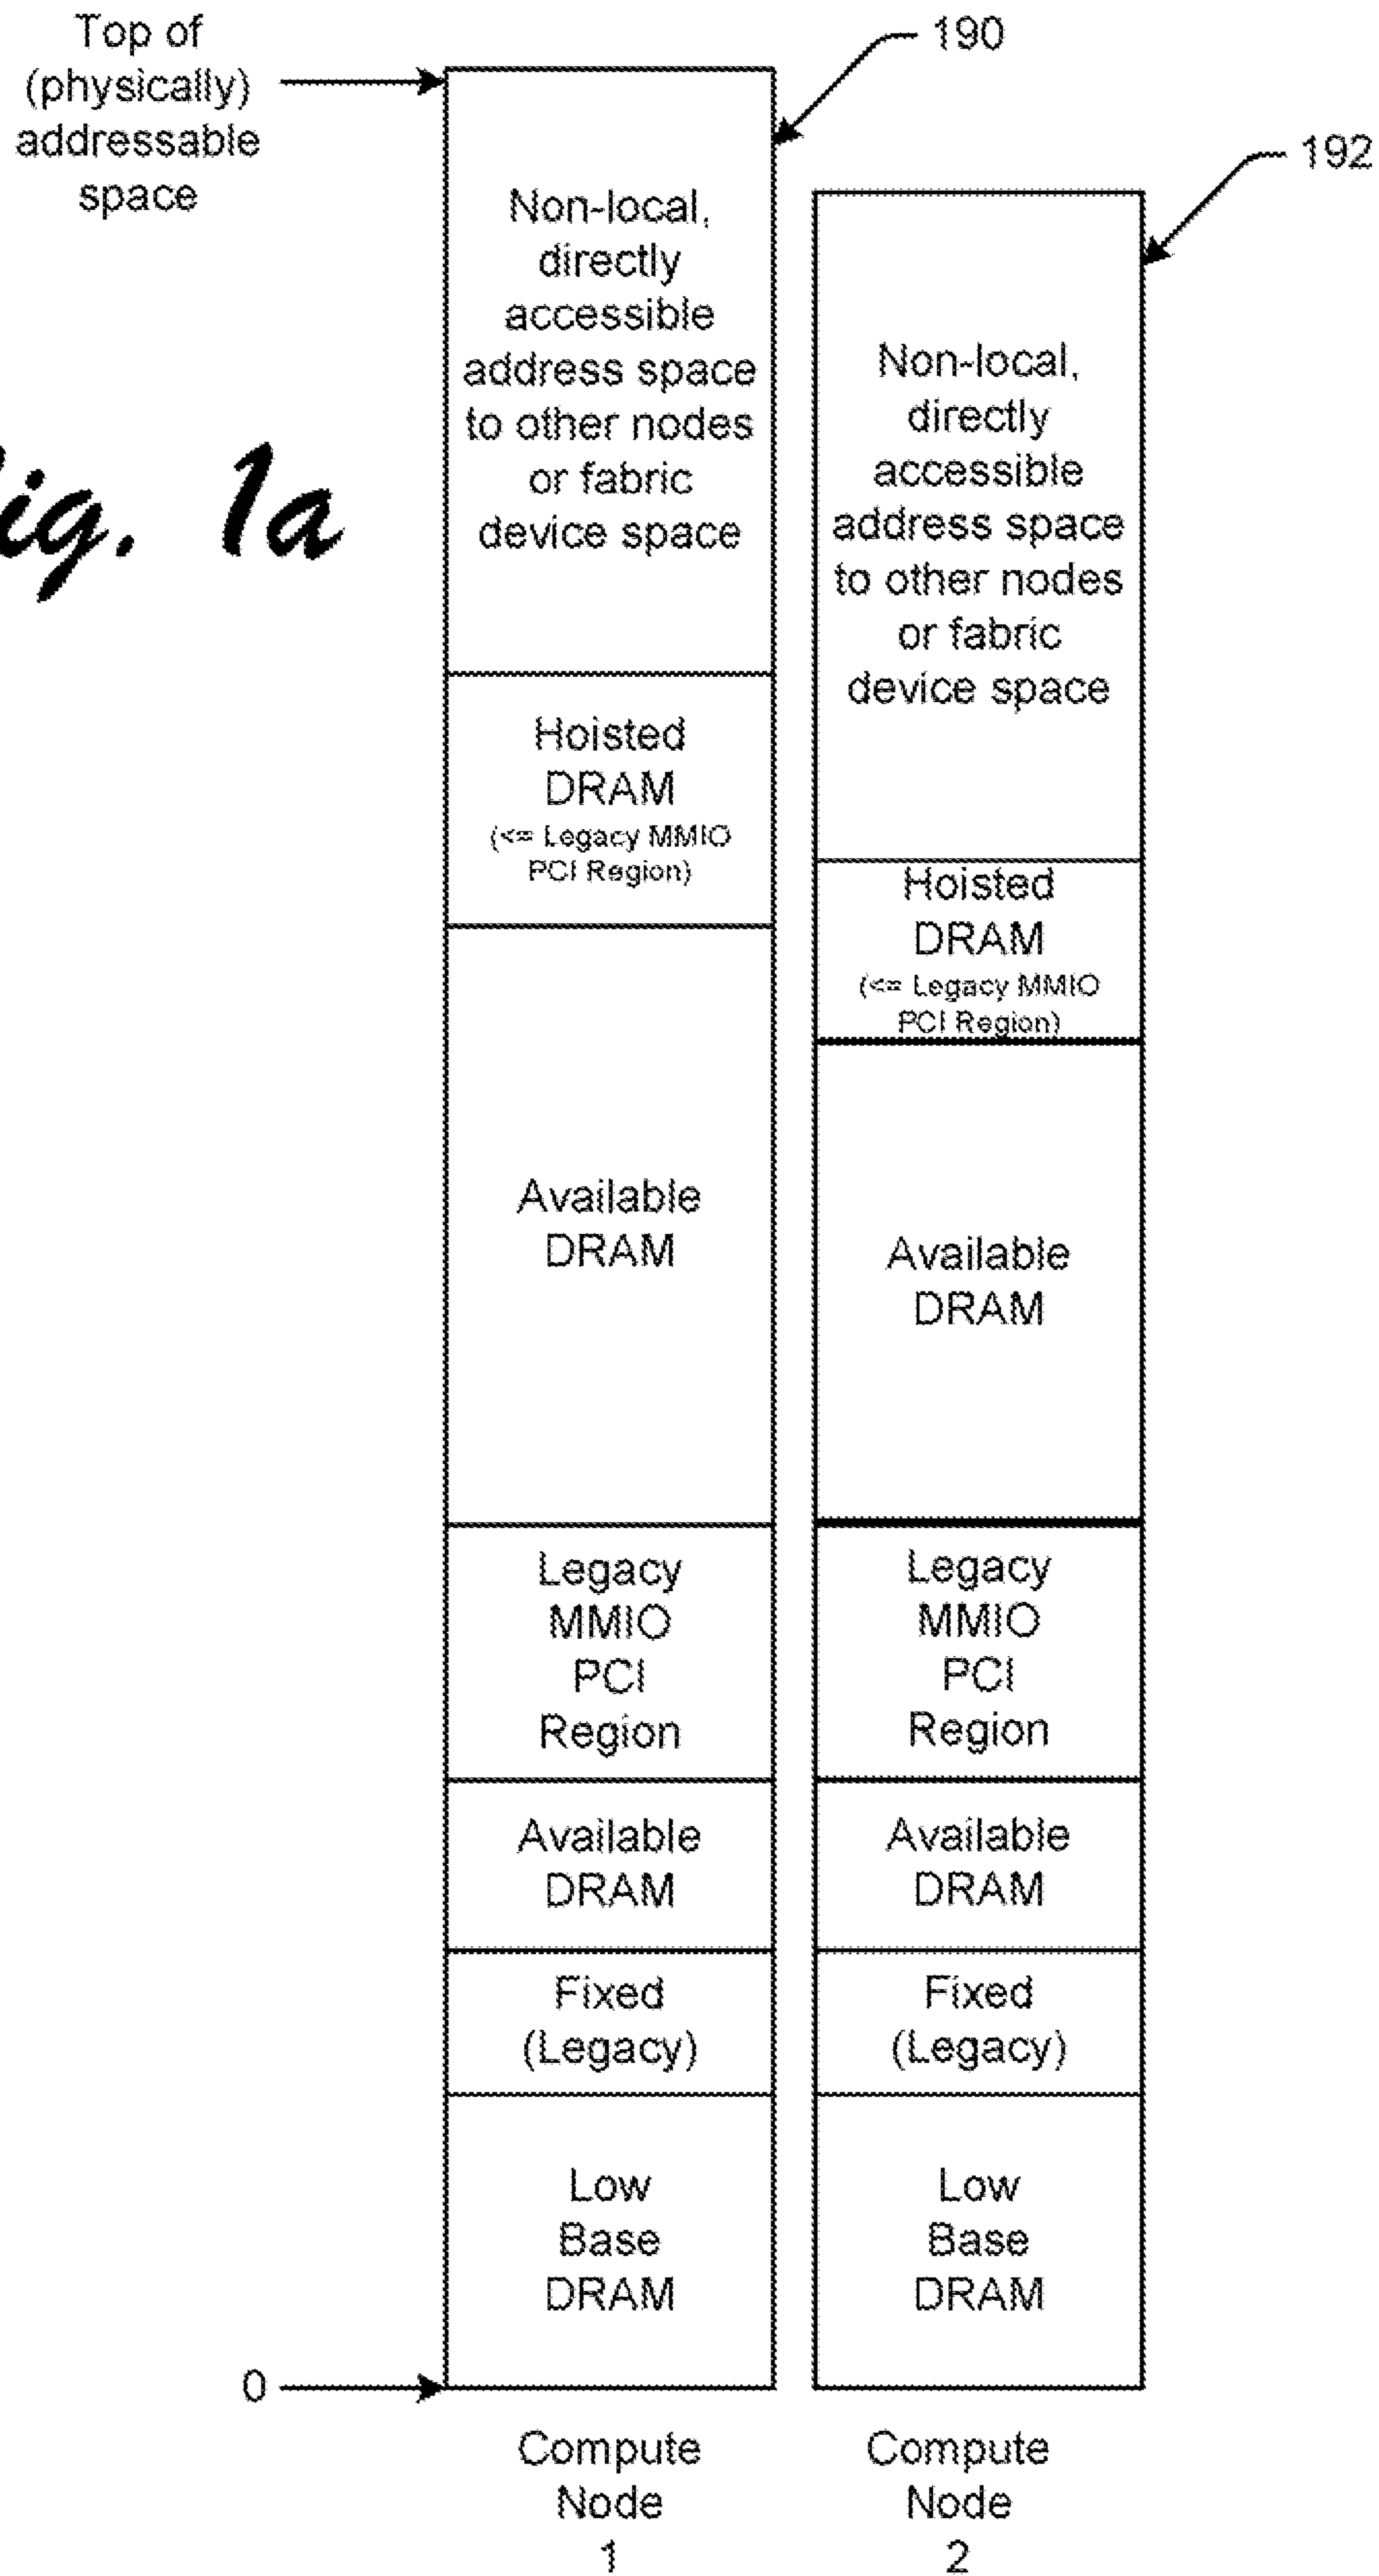 Top of
(physically)
addressable
space
190
192
Non-local,
directly
accessible
address space
to other nodes
or fabric
device space
Non-local,
directly
accessible
address space
to other nodes
or fabric
device space
ig. 1a
Hoisted
DRAM
(<= Legacy MMIO
PCI Region)
Hoisted
DRAM
(<= Legacy MMIO
PCI Region)
Available
DRAM
Available
DRAM
Legacy
MMIO
PCI
Region
Legacy
MMIO
PCI
Region
Available
DRAM
Available
DRAM
Fixed
(Legacy)
Fixed
(Legacy)
Low
Base
DRAM
Low
Base
DRAM
0
Compute
Node
1
Compute
Node
2